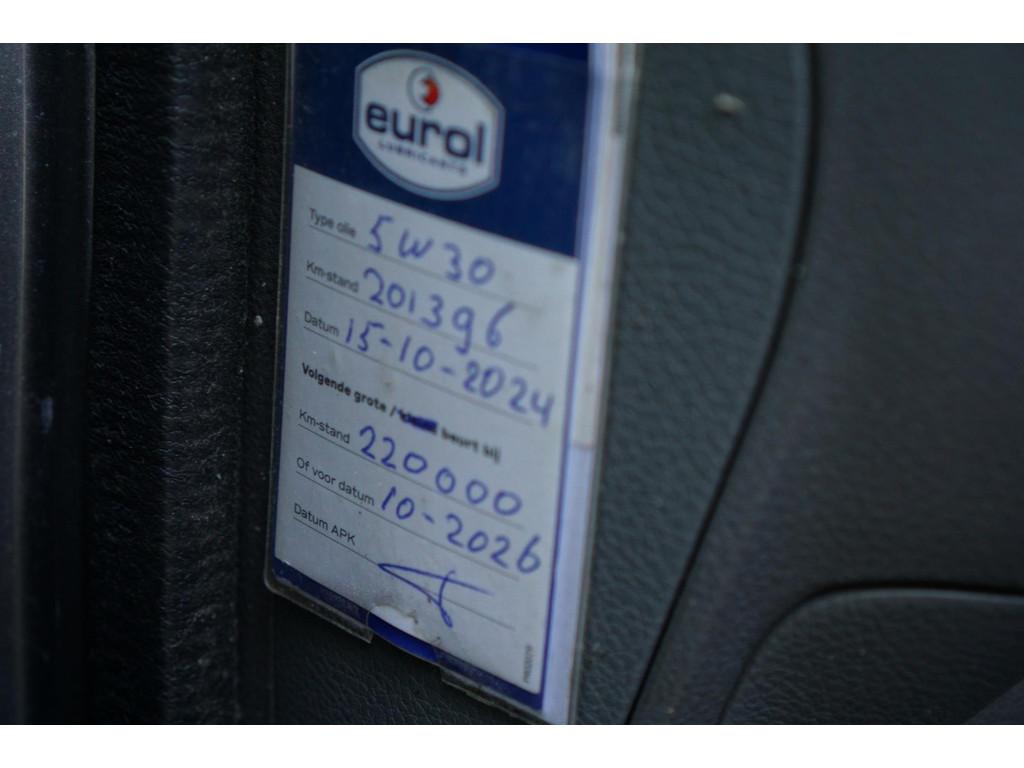 eurol
LUBRICANTS
Type olie 5W30
Km-stand 201396
Datum 15-10-2024
Volgende grote / beurt bij
Km-stand 220000
Of voor datum 10-2026
Datum APK